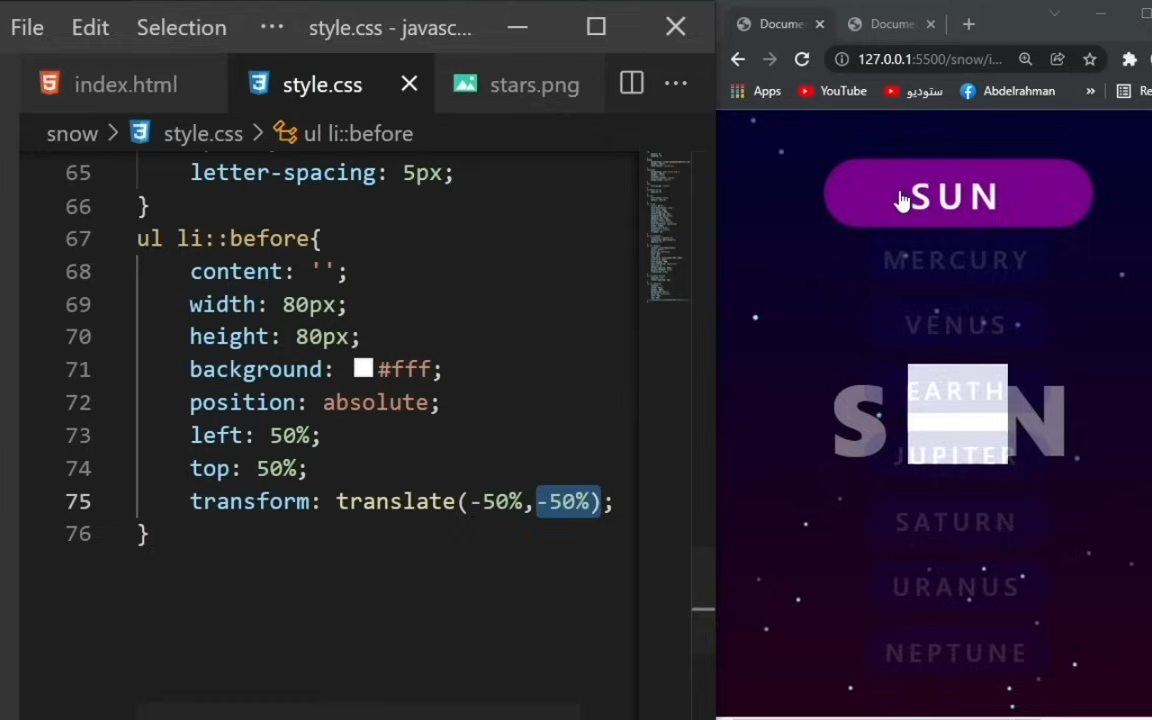 File Edit Selection ··· style.css - javasc...
index.html style.css stars.png ···
snow > style.css > ul li::before
65 letter-spacing: 5px;
66 }
67 ul li::before{
68 content: '';
69 width: 80px;
70 height: 80px;
71 background: #fff;
72 position: absolute;
73 left: 50%;
74 top: 50%;
75 transform: translate(-50%,-50%);
76 }
Docume Docume
127.0.0.1:5500/snow/i...
Apps YouTube ستوديو Abdelrahman » Re
SUN
MERCURY
VENUS
EARTH
S N
JUPITER
SATURN
URANUS
NEPTUNE